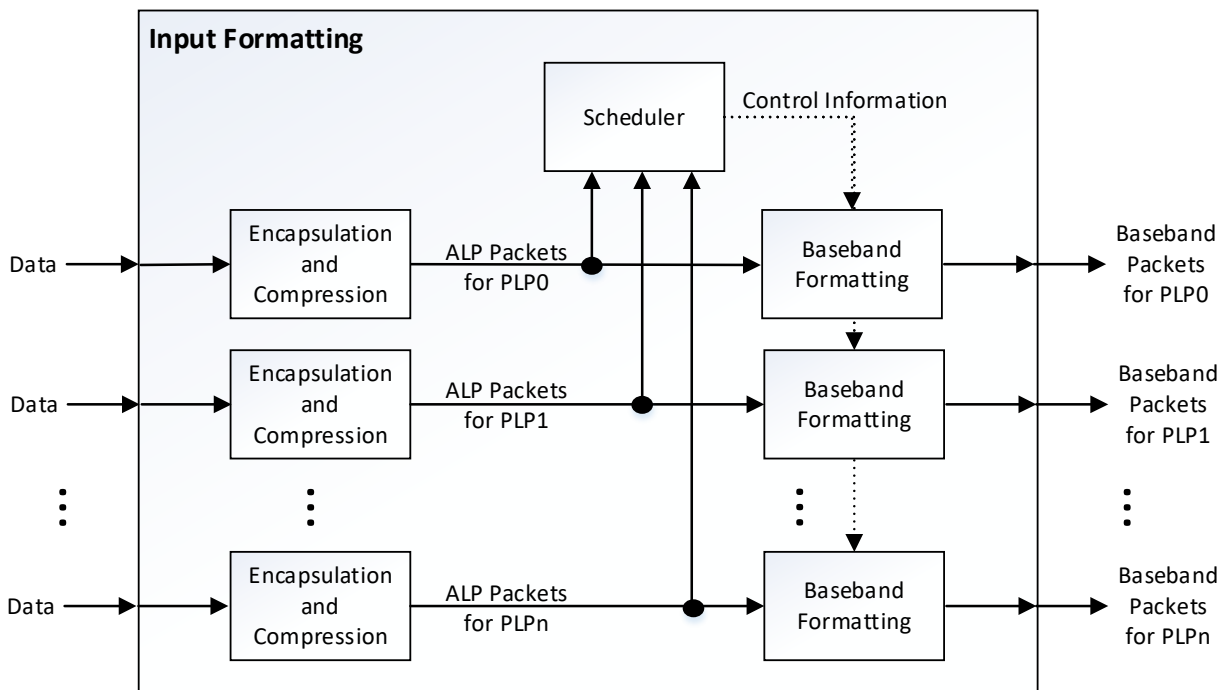 Input Formatting
Scheduler
Control Information
Data
Encapsulation
and
Compression
ALP Packets
for PLP0
Baseband
Formatting
Baseband
Packets
for PLP0
Data
Encapsulation
and
Compression
ALP Packets
for PLP1
Baseband
Formatting
Baseband
Packets
for PLP1
Data
Encapsulation
and
Compression
ALP Packets
for PLPn
Baseband
Formatting
Baseband
Packets
for PLPn